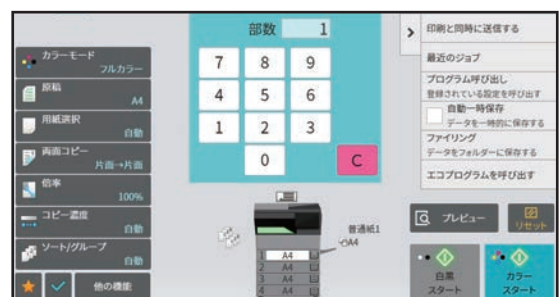 カラーモード
フルカラー
原稿
A4
用紙選択
自動
両面コピー
片面→片面
倍率
100%
コピー濃度
自動
ソート/グループ
自動
他の機能
部数 1
7 8 9
4 5 6
1 2 3
0 C
普通紙1
A4
1 A4
2 A4
3 A4
4 A4
印刷と同時に送信する
最近のジョブ
プログラム呼び出し
登録されている設定を呼び出す
自動一時保存
データを一時的に保存する
ファイリング
データをフォルダーに保存する
エコプログラムを呼び出す
プレビュー
リセット
白黒
スタート
カラー
スタート